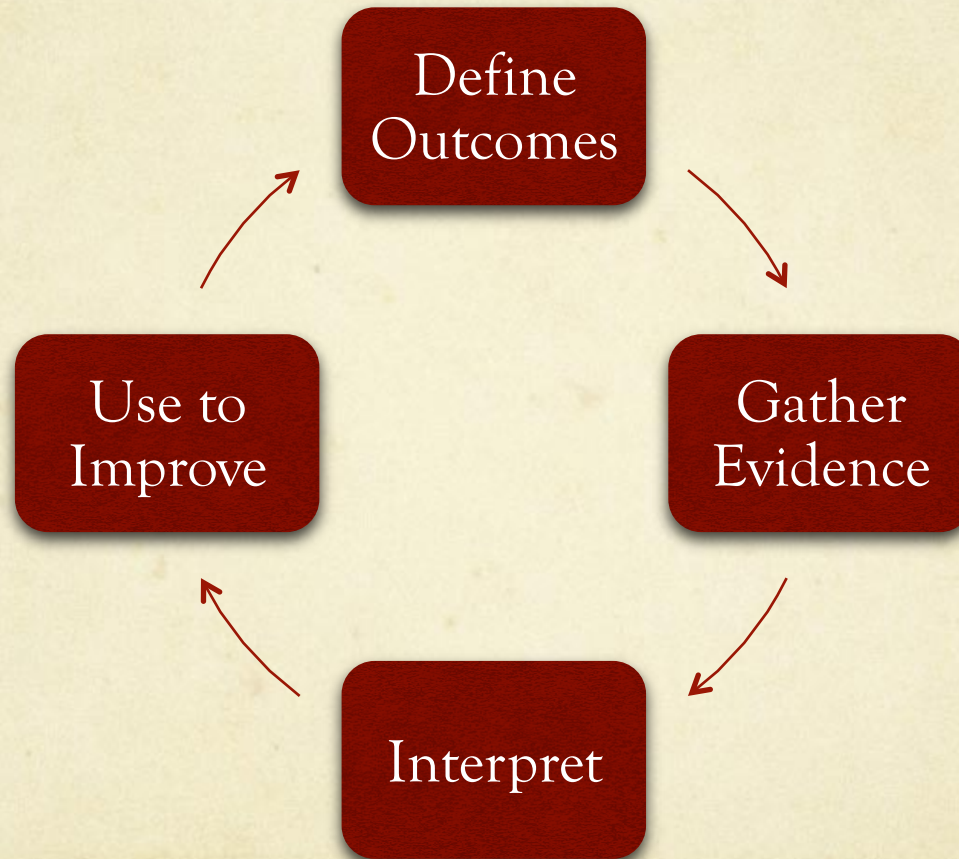 Define
Outcomes
Gather
Evidence
Interpret
Use to
Improve